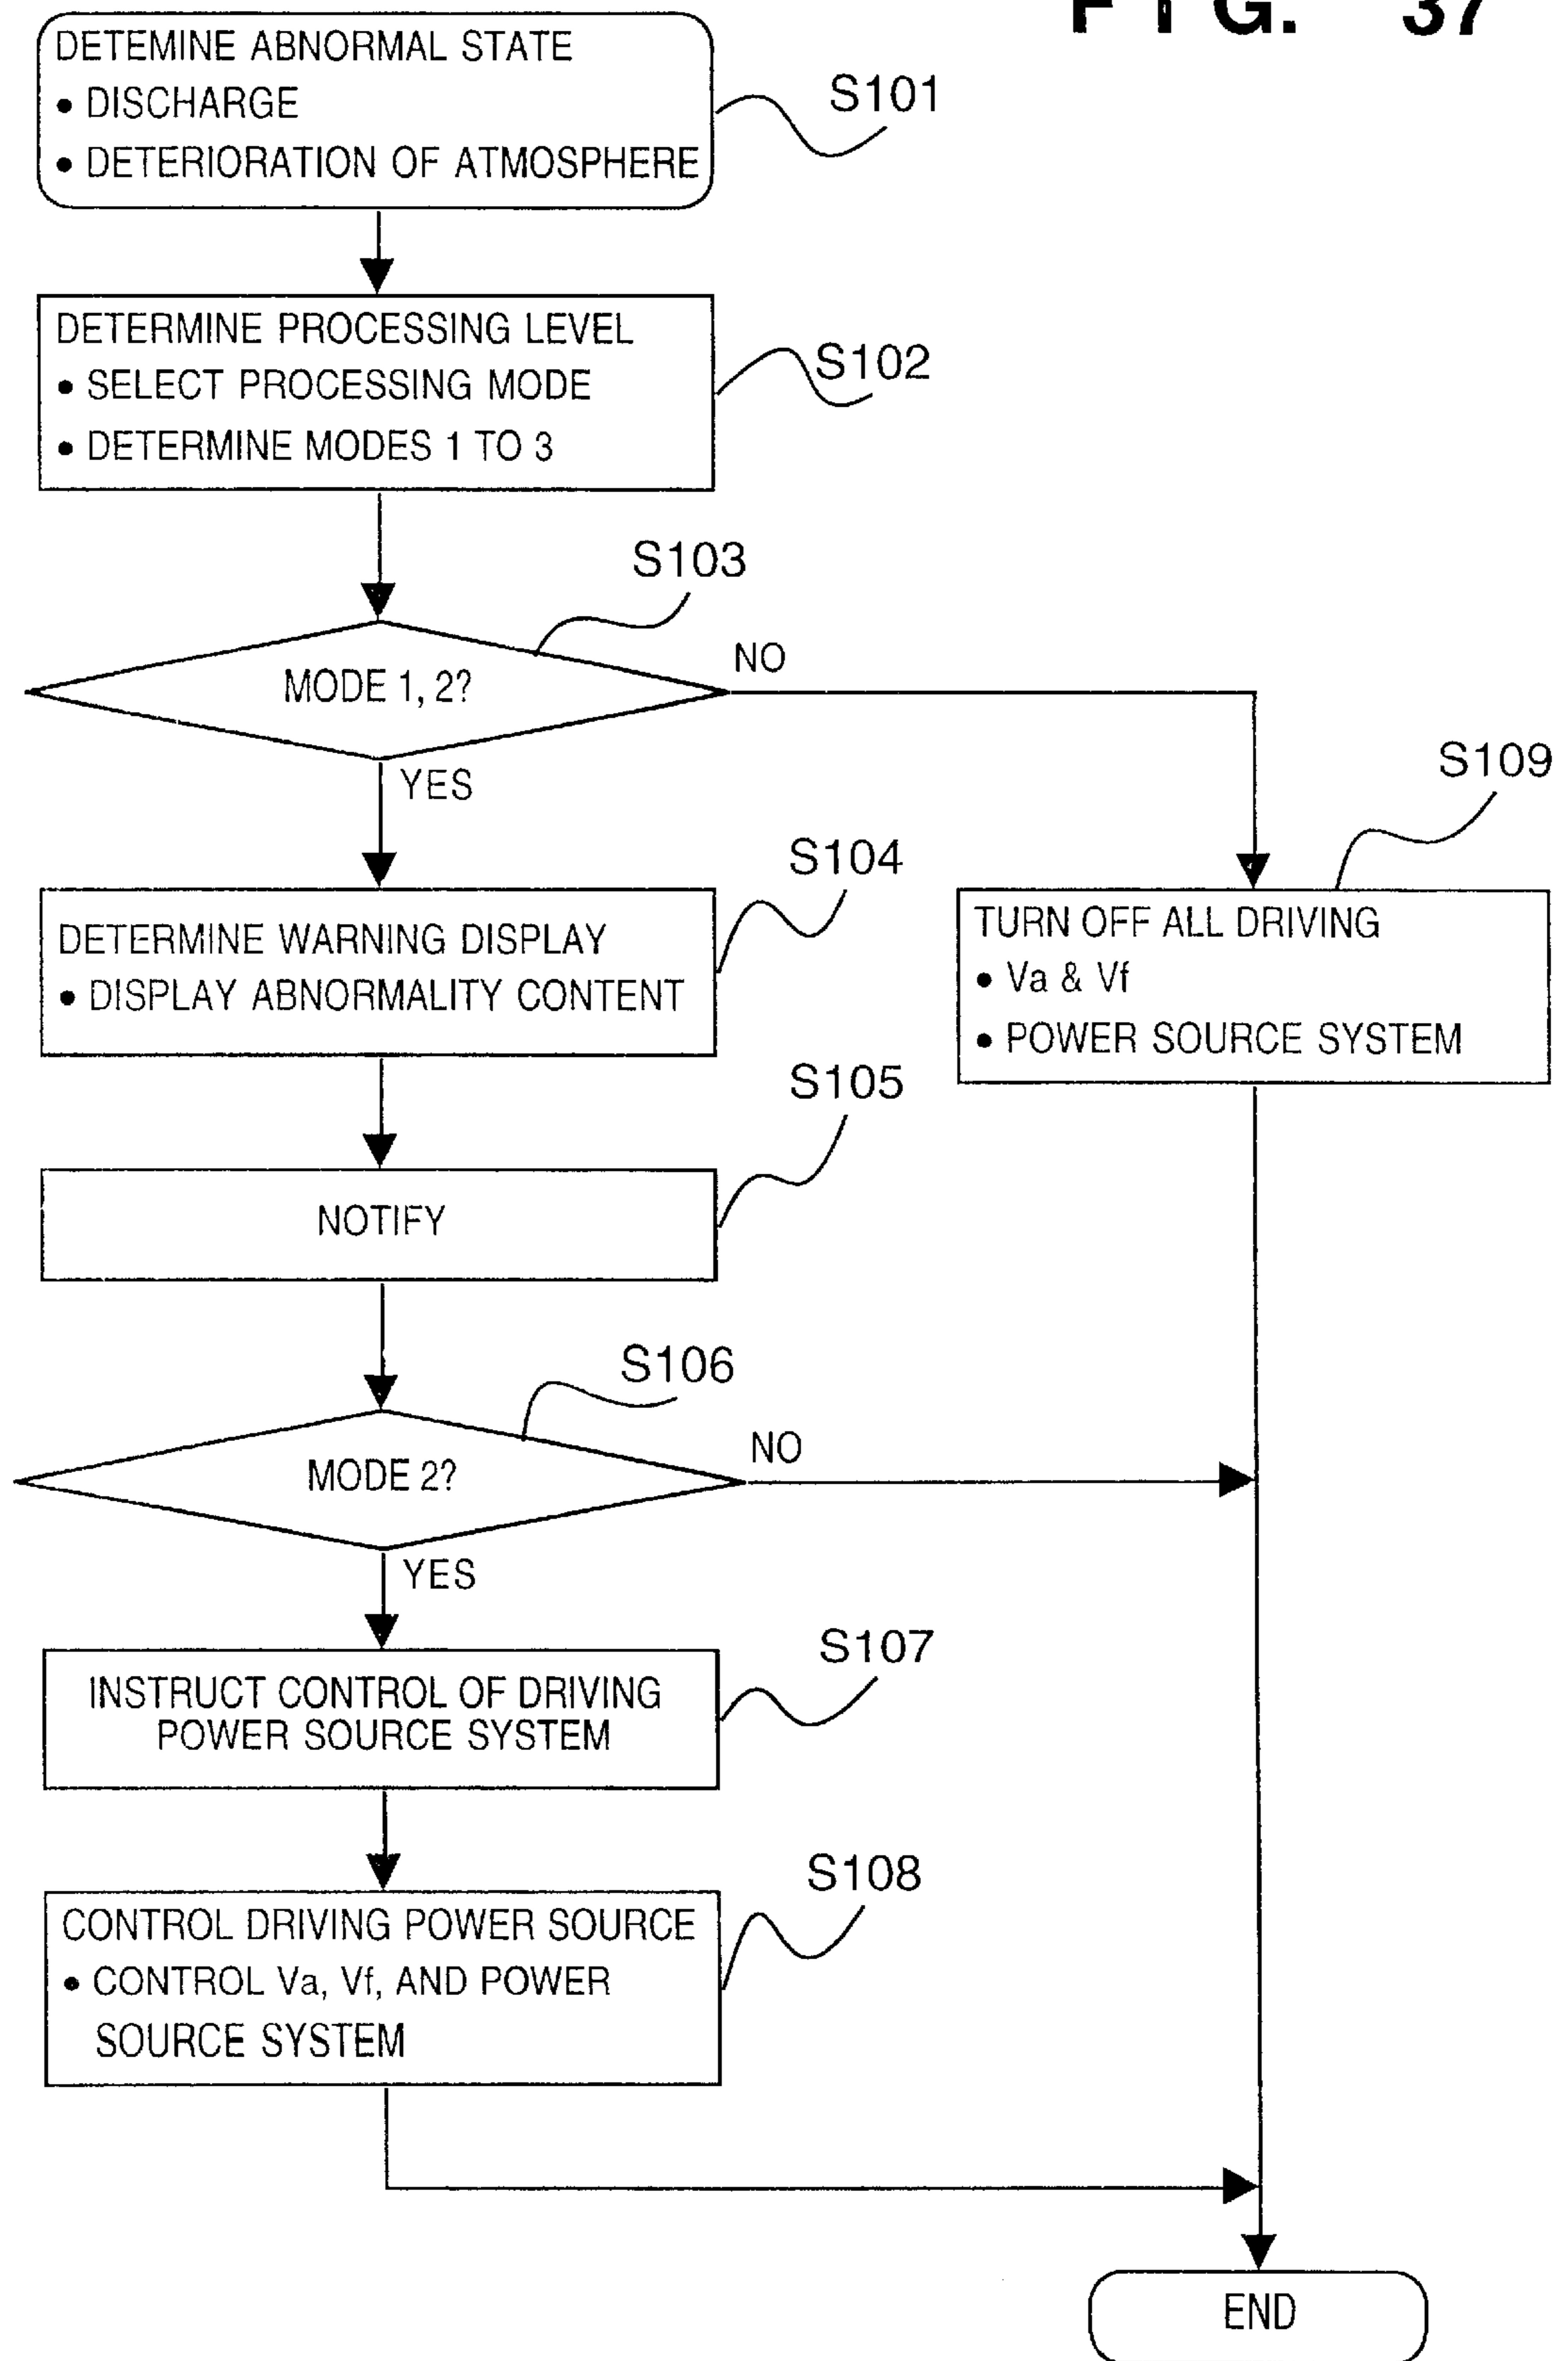 FIG. 37
DETEMINE ABNORMAL STATE
• DISCHARGE
• DETERIORATION OF ATMOSPHERE
S101
DETERMINE PROCESSING LEVEL
• SELECT PROCESSING MODE
• DETERMINE MODES 1 TO 3
S102
S103
MODE 1, 2?
NO
YES
S104
DETERMINE WARNING DISPLAY
• DISPLAY ABNORMALITY CONTENT
S109
TURN OFF ALL DRIVING
• Va & Vf
• POWER SOURCE SYSTEM
S105
NOTIFY
S106
MODE 2?
NO
YES
S107
INSTRUCT CONTROL OF DRIVING
POWER SOURCE SYSTEM
S108
CONTROL DRIVING POWER SOURCE
• CONTROL Va, Vf, AND POWER
SOURCE SYSTEM
END